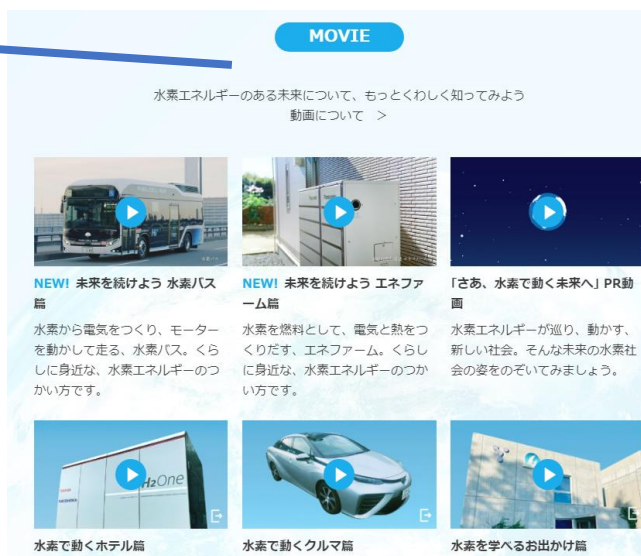 MOVIE
水素エネルギーのある未来について、もっとくわしく知ってみよう
動画について　>
NEW! 未来を続けよう 水素バス
篇
水素から電気をつくり、モーター
を動かして走る、水素バス。くら
しに身近な、水素エネルギーのつ
かい方です。
NEW! 未来を続けよう エネファ
ーム篇
水素を燃料として、電気と熱をつ
くりだす、エネファーム。くらし
に身近な、水素エネルギーのつか
い方です。
「さあ、水素で動く未来へ」PR動
画
水素エネルギーが巡り、動かす、
新しい社会。そんな未来の水素社
会の姿をのぞいてみましょう。
H2One
水素で動くホテル篇
水素で動くクルマ篇
水素を学べるお出かけ篇